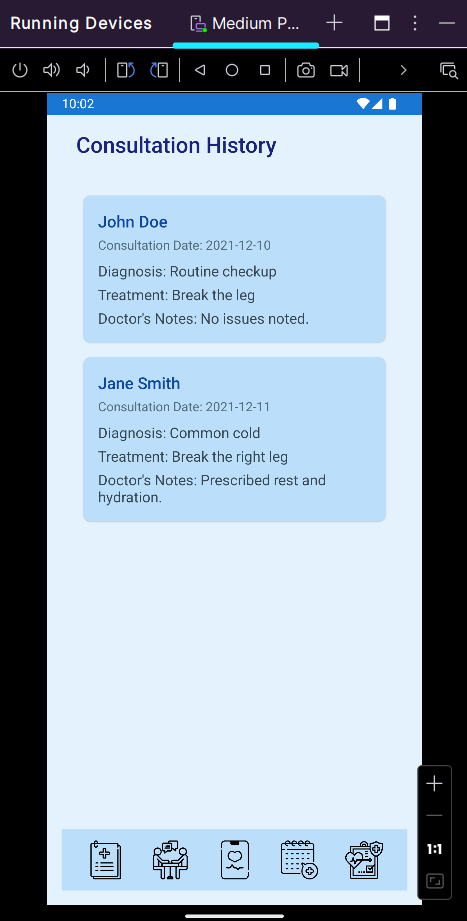 Running Devices
Medium P...
10:02
Consultation History
John Doe
Consultation Date: 2021-12-10
Diagnosis: Routine checkup
Treatment: Break the leg
Doctor's Notes: No issues noted.
Jane Smith
Consultation Date: 2021-12-11
Diagnosis: Common cold
Treatment: Break the right leg
Doctor's Notes: Prescribed rest and
hydration.
1:1